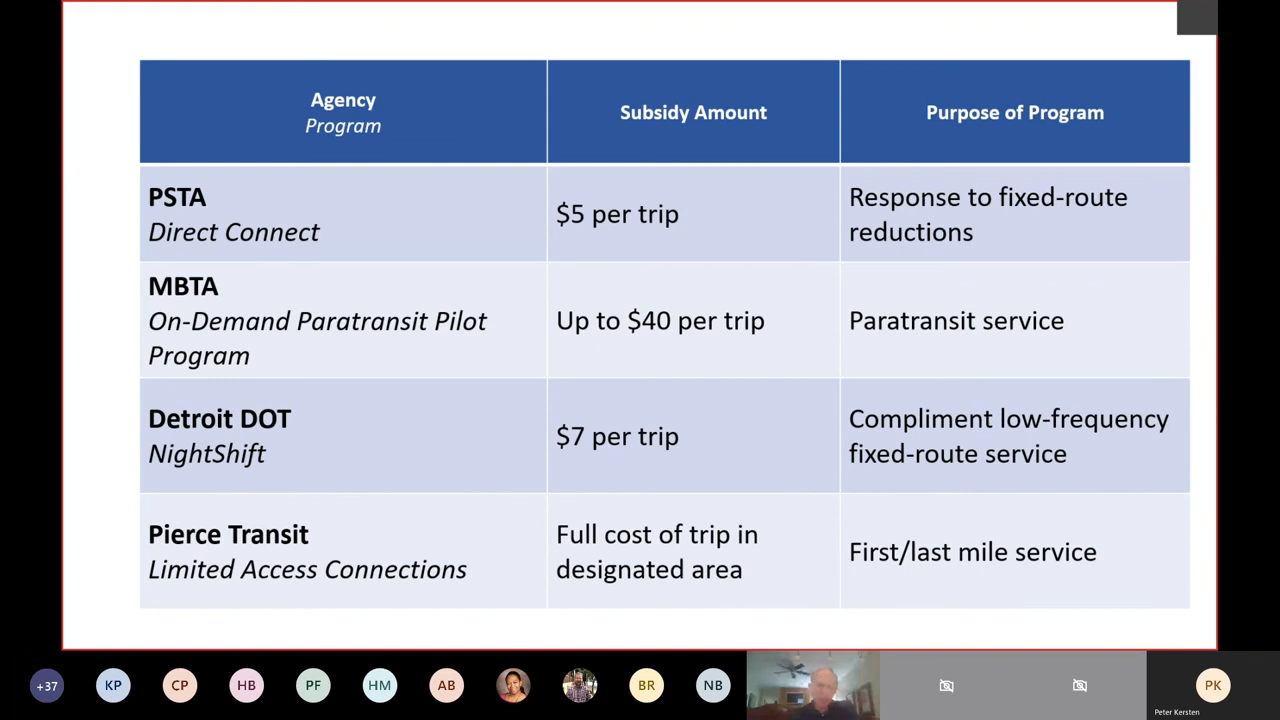 Agency
Program
Subsidy Amount
Purpose of Program
PSTA
Direct Connect
$5 per trip
Response to fixed-route
reductions
MBTA
On-Demand Paratransit Pilot
Program
Up to $40 per trip
Paratransit service
Detroit DOT
NightShift
$7 per trip
Compliment low-frequency
fixed-route service
Pierce Transit
Limited Access Connections
Full cost of trip in
designated area
First/last mile service
+37
KP
CP
HB
PF
HM
AB
BR
NB
PK
Peter Kersten